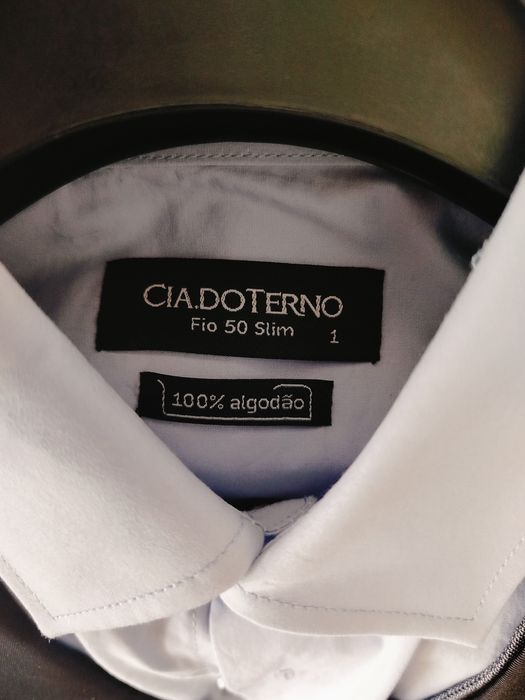 CIA.DOTERNO
Fio 50 Slim
1
100% algodão